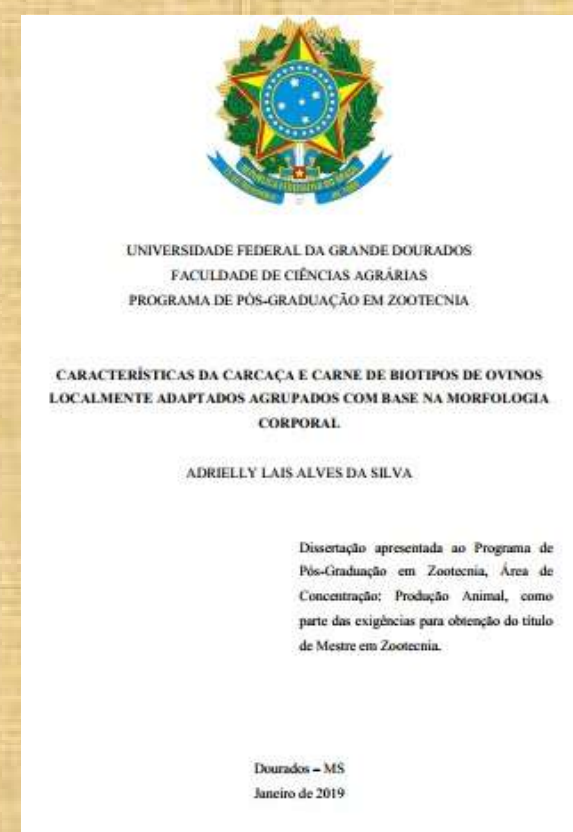 UNIVERSIDADE FEDERAL DA GRANDE DOURADOS
FACULDADE DE CIÊNCIAS AGRÁRIAS
PROGRAMA DE PÓS-GRADUAÇÃO EM ZOOTECNIA
CARACTERÍSTICAS DA CARCAÇA E CARNE DE BIOTIPOS DE OVINOS
LOCALMENTE ADAPTADOS AGRUPADOS COM BASE NA MORFOLOGIA
CORPORAL
ADRIELLY LAIS ALVES DA SILVA
Dissertação apresentada ao Programa de
Pós-Graduação em Zootecnia, Área de
Concentração: Produção Animal, como
parte das exigências para obtenção do título
de Mestre em Zootecnia.
Dourados – MS
Janeiro de 2019